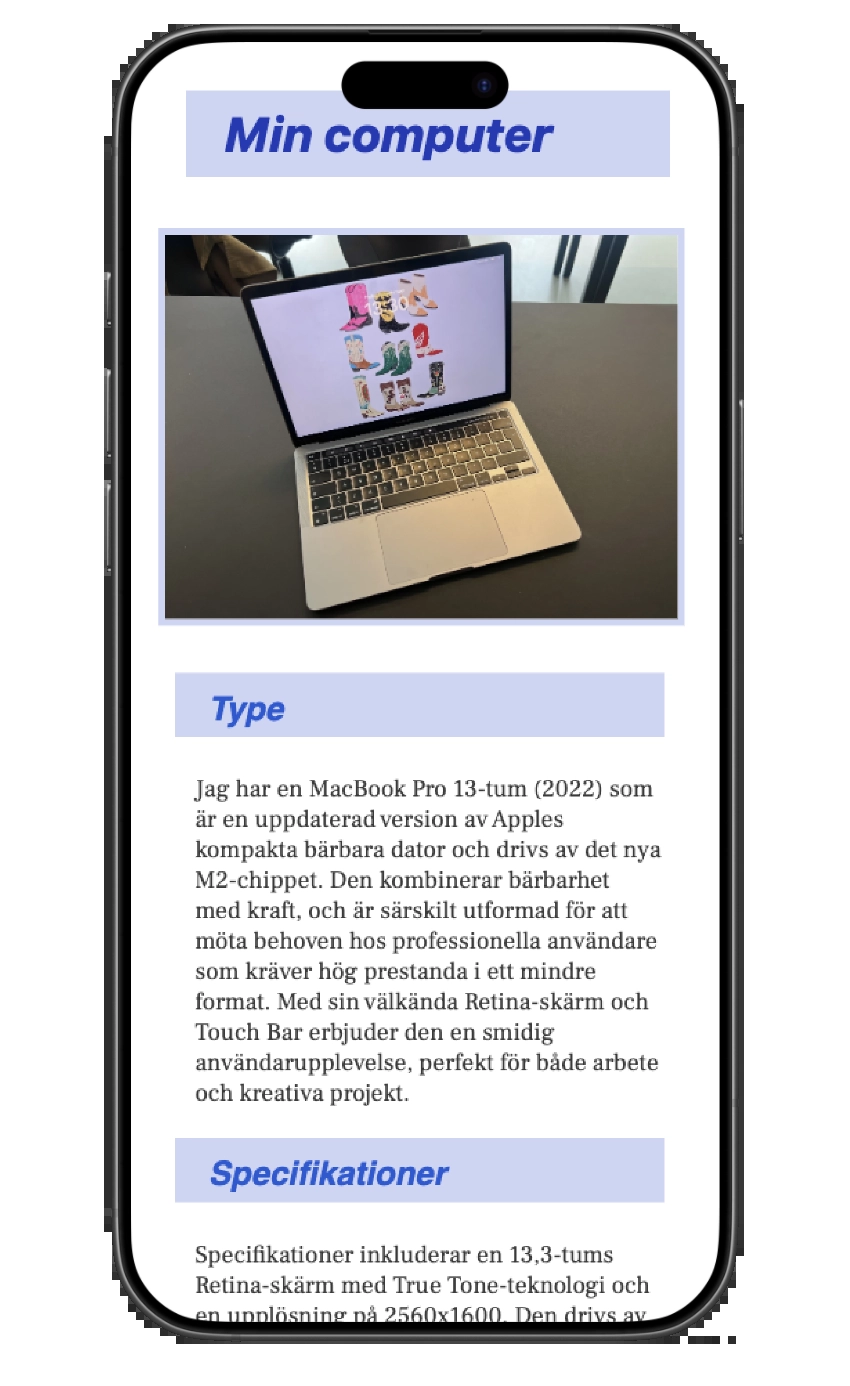 Min computer
13:30
Type
Jag har en MacBook Pro 13-tum (2022) som
är en uppdaterad version av Apples
kompakta bärbara dator och drivs av det nya
M2-chippet. Den kombinerar bärbarhet
med kraft, och är särskilt utformad för att
möta behoven hos professionella användare
som kräver hög prestanda i ett mindre
format. Med sin välkända Retina-skärm och
Touch Bar erbjuder den en smidig
användarupplevelse, perfekt för både arbete
och kreativa projekt.
Specifikationer
Specifikationer inkluderar en 13,3-tums
Retina-skärm med True Tone-teknologi och
en upplösning på 2560x1600. Den drivs av